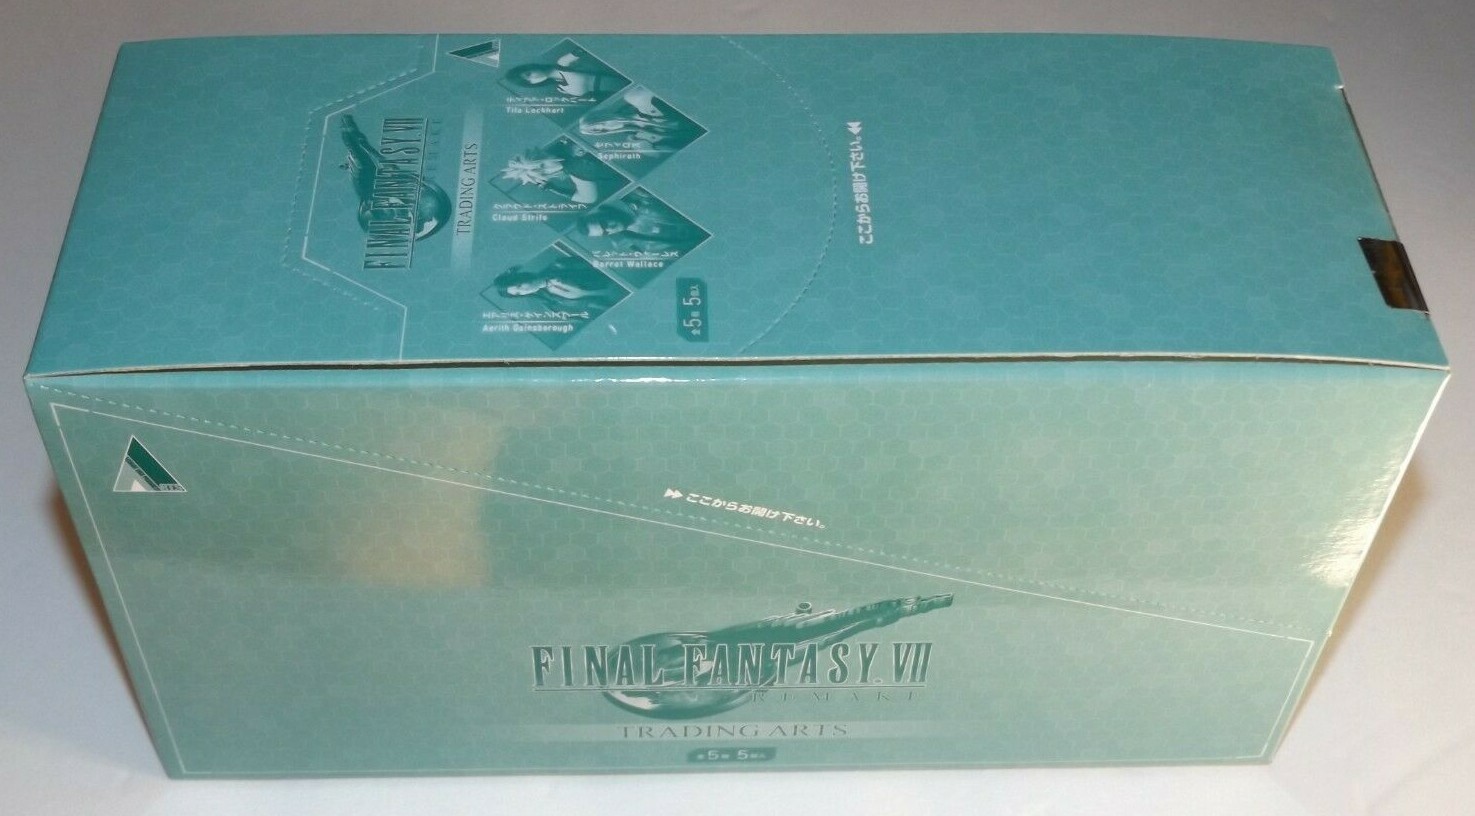 FINAL FANTASY VII
REMAKE
TRADING ARTS
ティファ・ロックハート
Tifa Lockhart
セフィロス
Sephiroth
クラウド・ストライフ
Cloud Strife
バレット・ウォーレス
Barret Wallace
エアリス・ゲインズブール
Aerith Gainsborough
全5種 5個入
ここからお開け下さい。
ここからお開け下さい。
FINAL FANTASY VII
REMAKE
TRADING ARTS
全5種 5個入